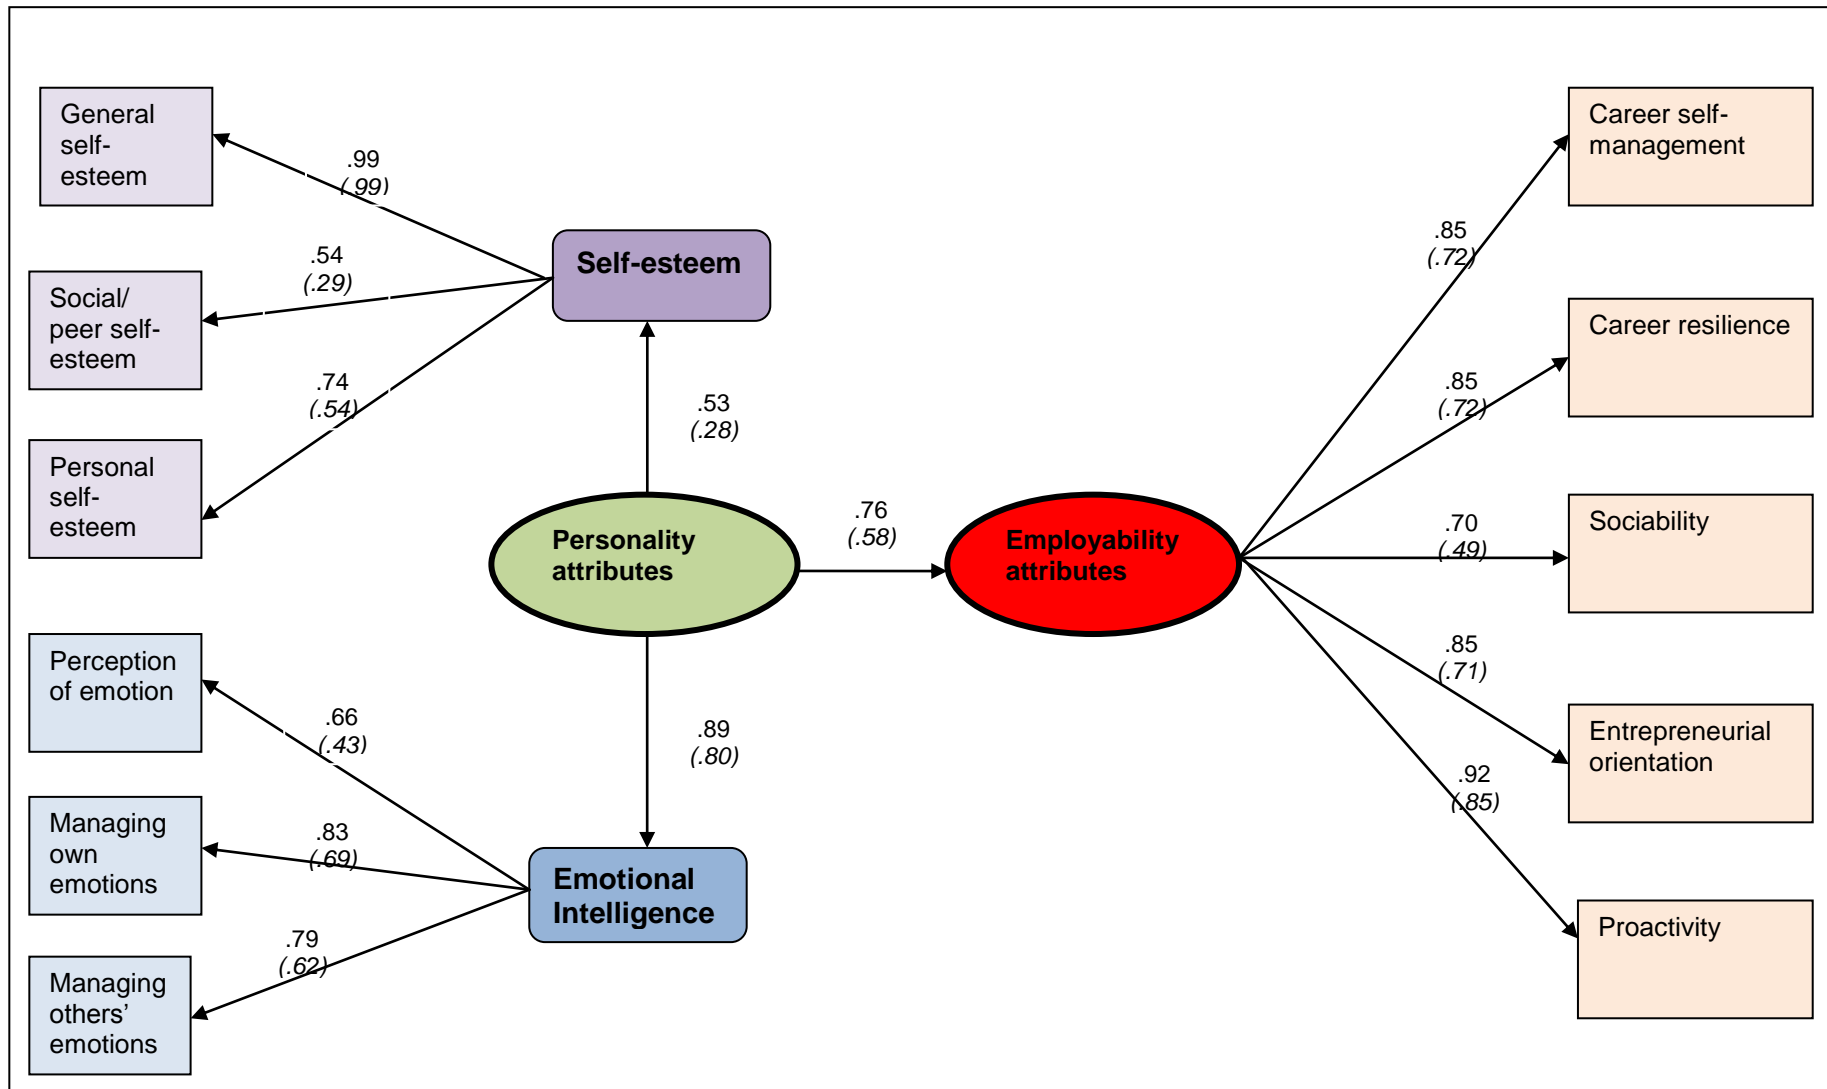 General
self-
esteem
.99
(.99)
Social/
peer self-
esteem
.54
(.29)
Personal
self-
esteem
.74
(.54)
Self-esteem
.53
(.28)
Personality
attributes
.76
(.58)
Employability
attributes
.89
(.80)
Emotional
Intelligence
Perception
of emotion
.66
(.43)
Managing
own
emotions
.83
(.69)
Managing
others’
emotions
.79
(.62)
Career self-
management
.85
(.72)
Career resilience
.85
(.72)
Sociability
.70
(.49)
Entrepreneurial
orientation
.85
(.71)
Proactivity
.92
(.85)